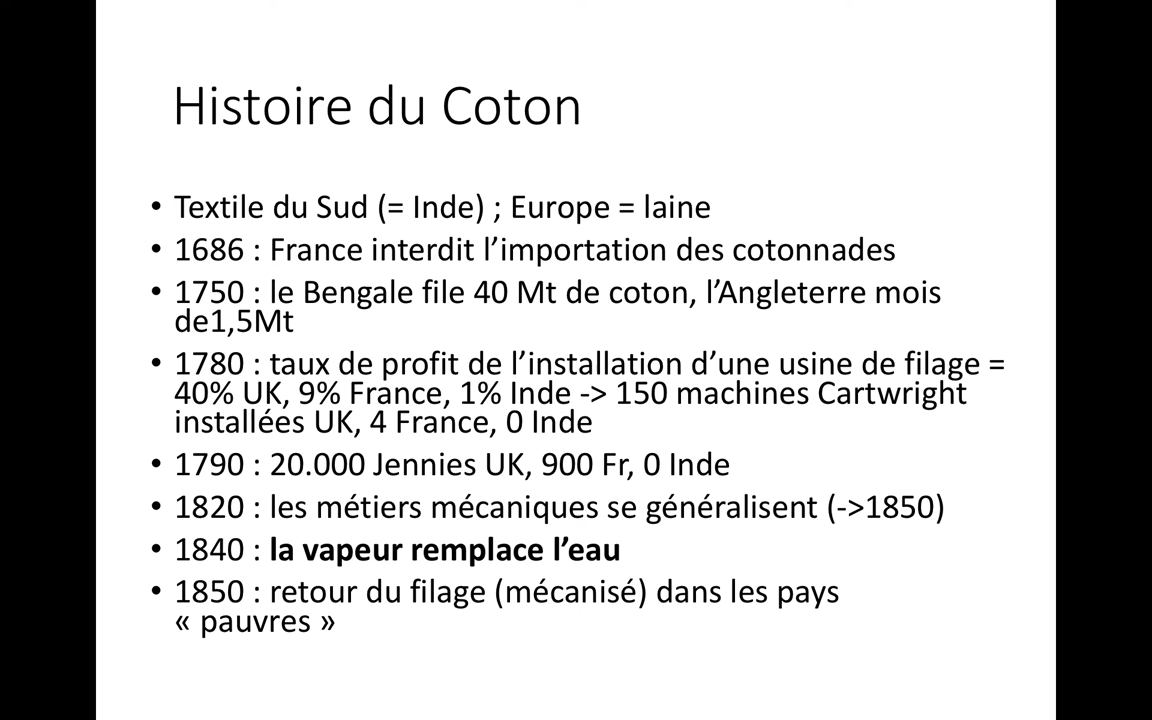 Histoire du Coton
• Textile du Sud (= Inde) ; Europe = laine
• 1686 : France interdit l’importation des cotonnades
• 1750 : le Bengale file 40 Mt de coton, l’Angleterre mois
de1,5Mt
• 1780 : taux de profit de l’installation d’une usine de filage =
40% UK, 9% France, 1% Inde -> 150 machines Cartwright
installées UK, 4 France, 0 Inde
• 1790 : 20.000 Jennies UK, 900 Fr, 0 Inde
• 1820 : les métiers mécaniques se généralisent (->1850)
• 1840 : la vapeur remplace l’eau
• 1850 : retour du filage (mécanisé) dans les pays
« pauvres »